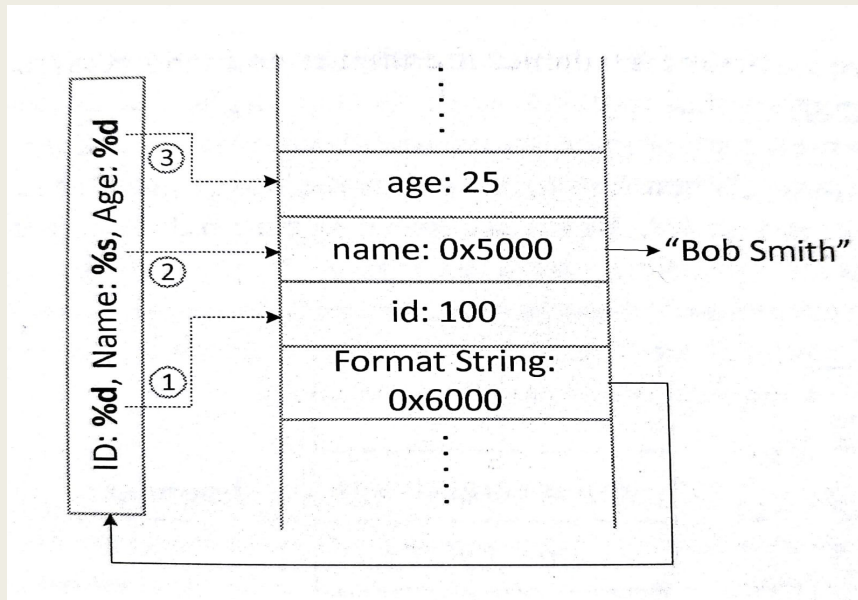 ID: %d, Name: %s, Age: %d
③
②
①
age: 25
name: 0x5000
"Bob Smith"
id: 100
Format String:
0x6000